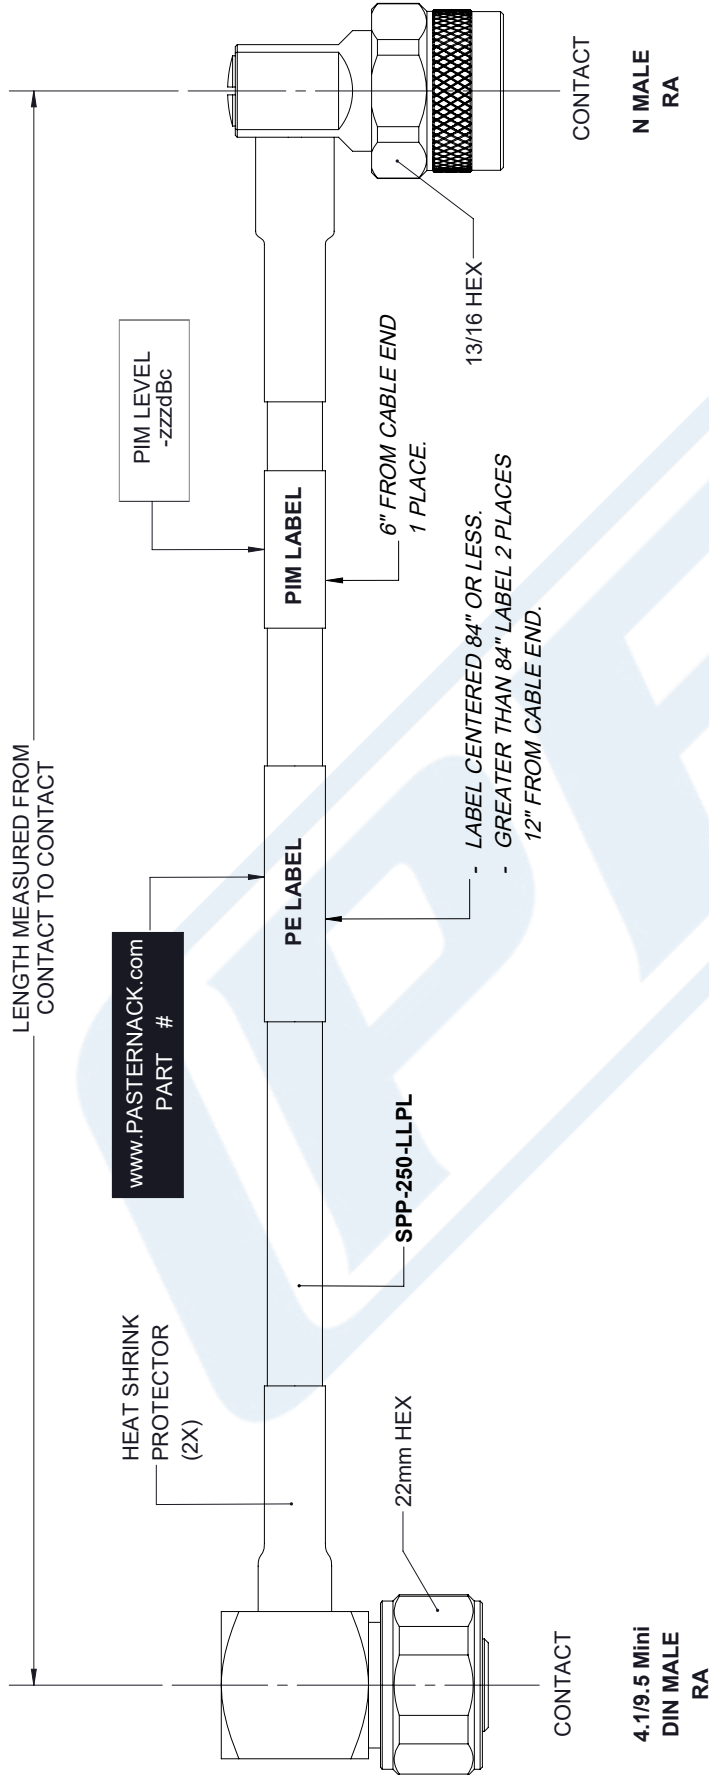 LENGTH MEASURED FROM
CONTACT TO CONTACT
HEAT SHRINK
PROTECTOR
(2X)
www.PASTERNACK.com
PART #
PIM LEVEL
-zzzdBc
PE LABEL
PIM LABEL
22mm HEX
SPP-250-LLPL
- LABEL CENTERED 84" OR LESS.
- GREATER THAN 84" LABEL 2 PLACES
12" FROM CABLE END.
6" FROM CABLE END
1 PLACE.
13/16 HEX
CONTACT
4.1/9.5 Mini
DIN MALE
RA
CONTACT
N MALE
RA